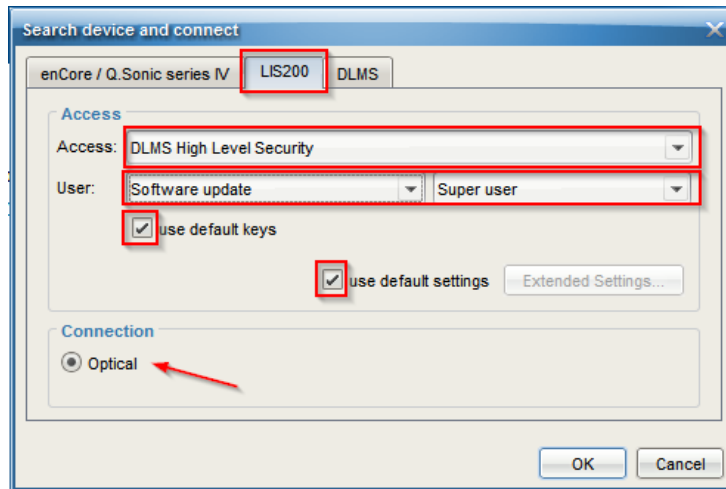 Search device and connect
enCore / Q.Sonic series IV LIS200 DLMS
Access
Access: DLMS High Level Security
User: Software update Super user
use default keys
use default settings Extended Settings...
Connection
Optical
OK Cancel